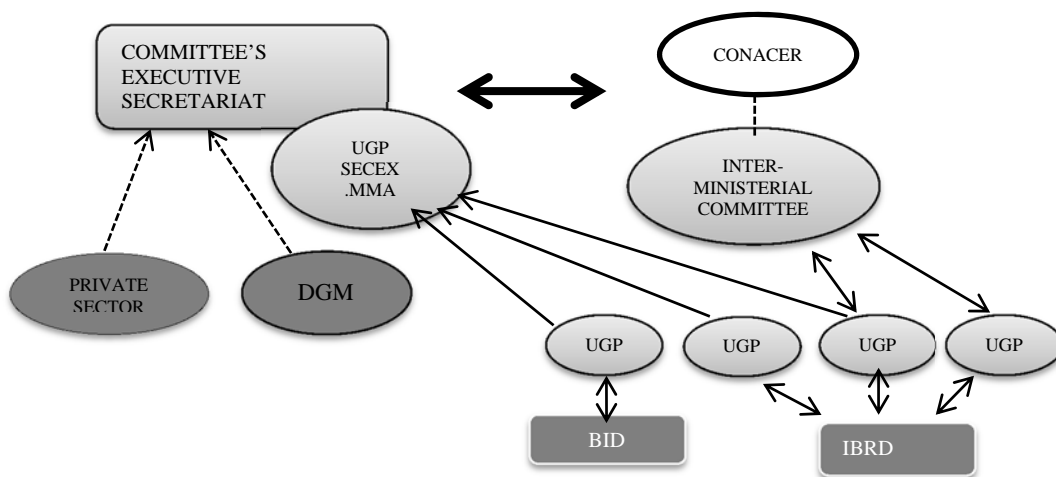 COMMITTEE'S
EXECUTIVE
SECRETARIAT
CONACER
UGP
SECEX
.MMA
INTER-
MINISTERIAL
COMMITTEE
PRIVATE
SECTOR
DGM
UGP
UGP
UGP
UGP
BID
IBRD